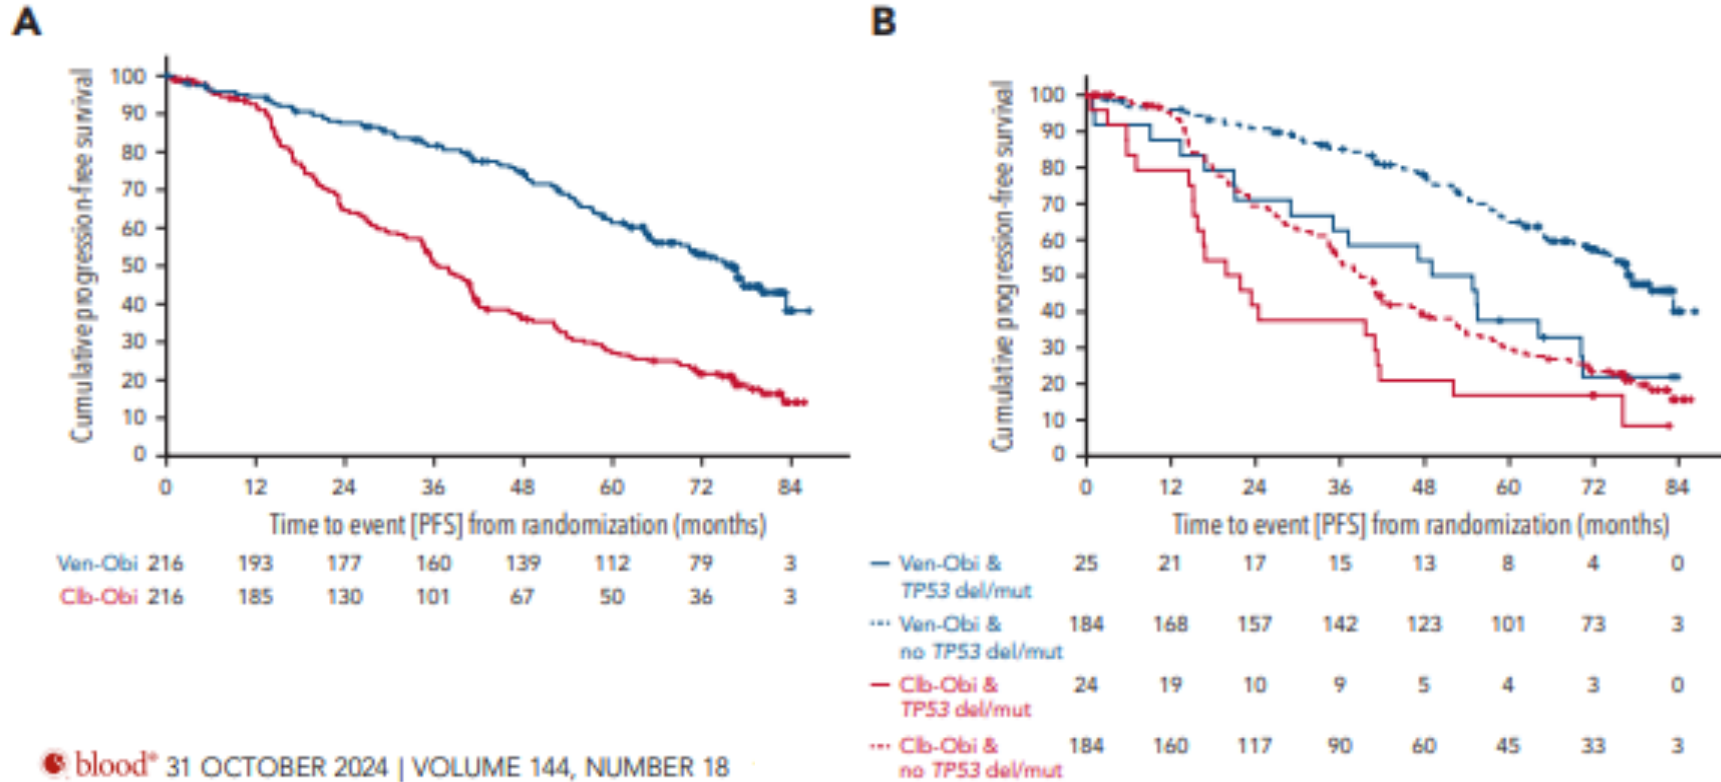 A
Cumulative progression-free survival
100
90
80
70
60
50
40
30
20
10
0
0 12 24 36 48 60 72 84
Time to event [PFS] from randomization (months)
Ven-Obi 216 193 177 160 139 112 79 3
Clb-Obi 216 185 130 101 67 50 36 3
B
Cumulative progression-free survival
100
90
80
70
60
50
40
30
20
10
0
0 12 24 36 48 60 72 84
Time to event [PFS] from randomization (months)
Ven-Obi & 25 21 17 15 13 8 4 0
TP53 del/mut
Ven-Obi & 184 168 157 142 123 101 73 3
no TP53 del/mut
Clb-Obi & 24 19 10 9 5 4 3 0
TP53 del/mut
Clb-Obi & 184 160 117 90 60 45 33 3
no TP53 del/mut
blood® 31 OCTOBER 2024 | VOLUME 144, NUMBER 18